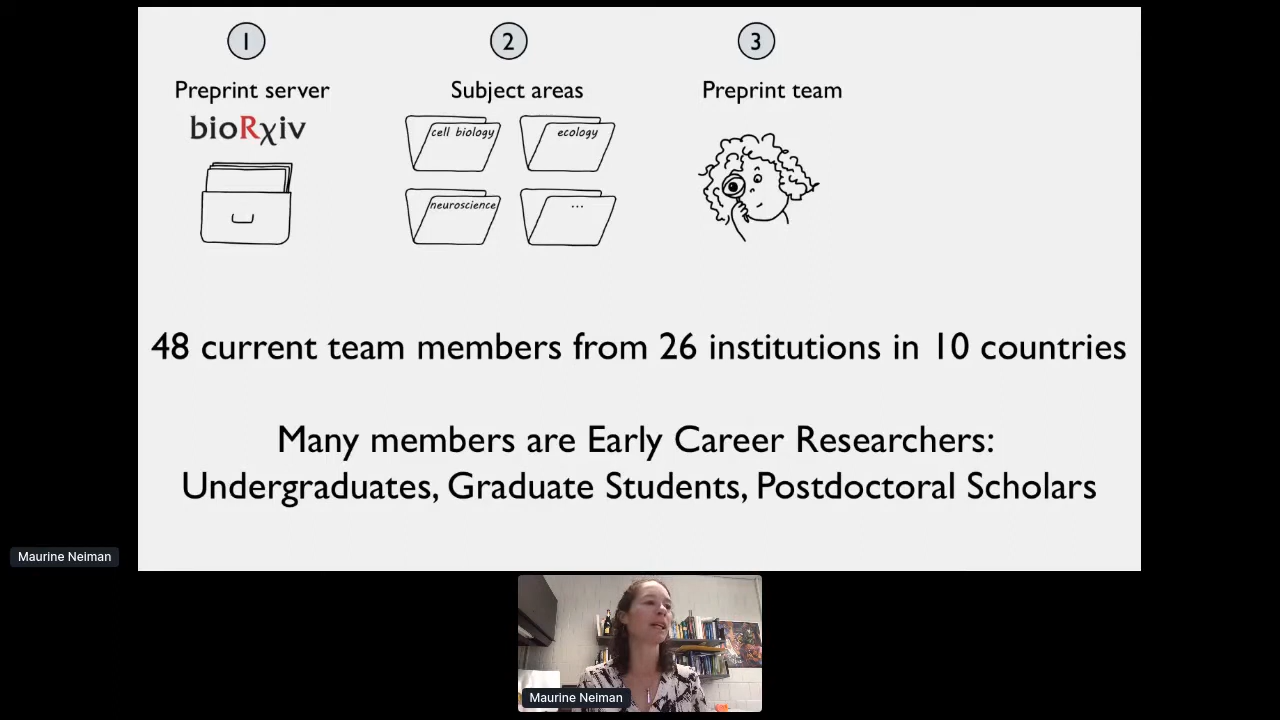 1
2
3
Preprint server
Subject areas
Preprint team
bioRχiv
cell biology
ecology
neuroscience
...
48 current team members from 26 institutions in 10 countries
Many members are Early Career Researchers:
Undergraduates, Graduate Students, Postdoctoral Scholars
Maurine Neiman
Maurine Neiman